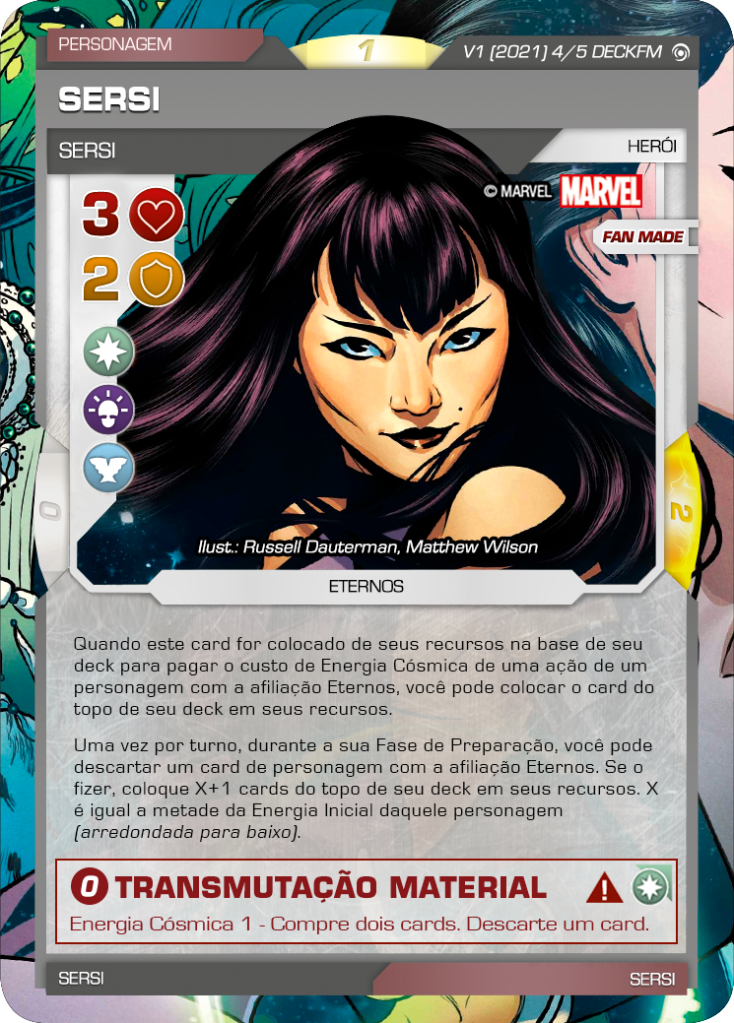 PERSONAGEM
1
V1 (2021) 4/5 DECKFM
SERSI
SERSI
HERÓI
3
© MARVEL MARVEL
FAN MADE
2
0
2
Ilust.: Russell Dauterman, Matthew Wilson
ETERNOS
Quando este card for colocado de seus recursos na base de seu
deck para pagar o custo de Energia Cósmica de uma ação de um
personagem com a afiliação Eternos, você pode colocar o card do
topo de seu deck em seus recursos.
Uma vez por turno, durante a sua Fase de Preparação, você pode
descartar um card de personagem com a afiliação Eternos. Se o
fizer, coloque X+1 cards do topo de seu deck em seus recursos. X
é igual a metade da Energia Inicial daquele personagem
(arredondada para baixo).
0 TRANSMUTAÇÃO MATERIAL
Energia Cósmica 1 - Compre dois cards. Descarte um card.
SERSI
SERSI